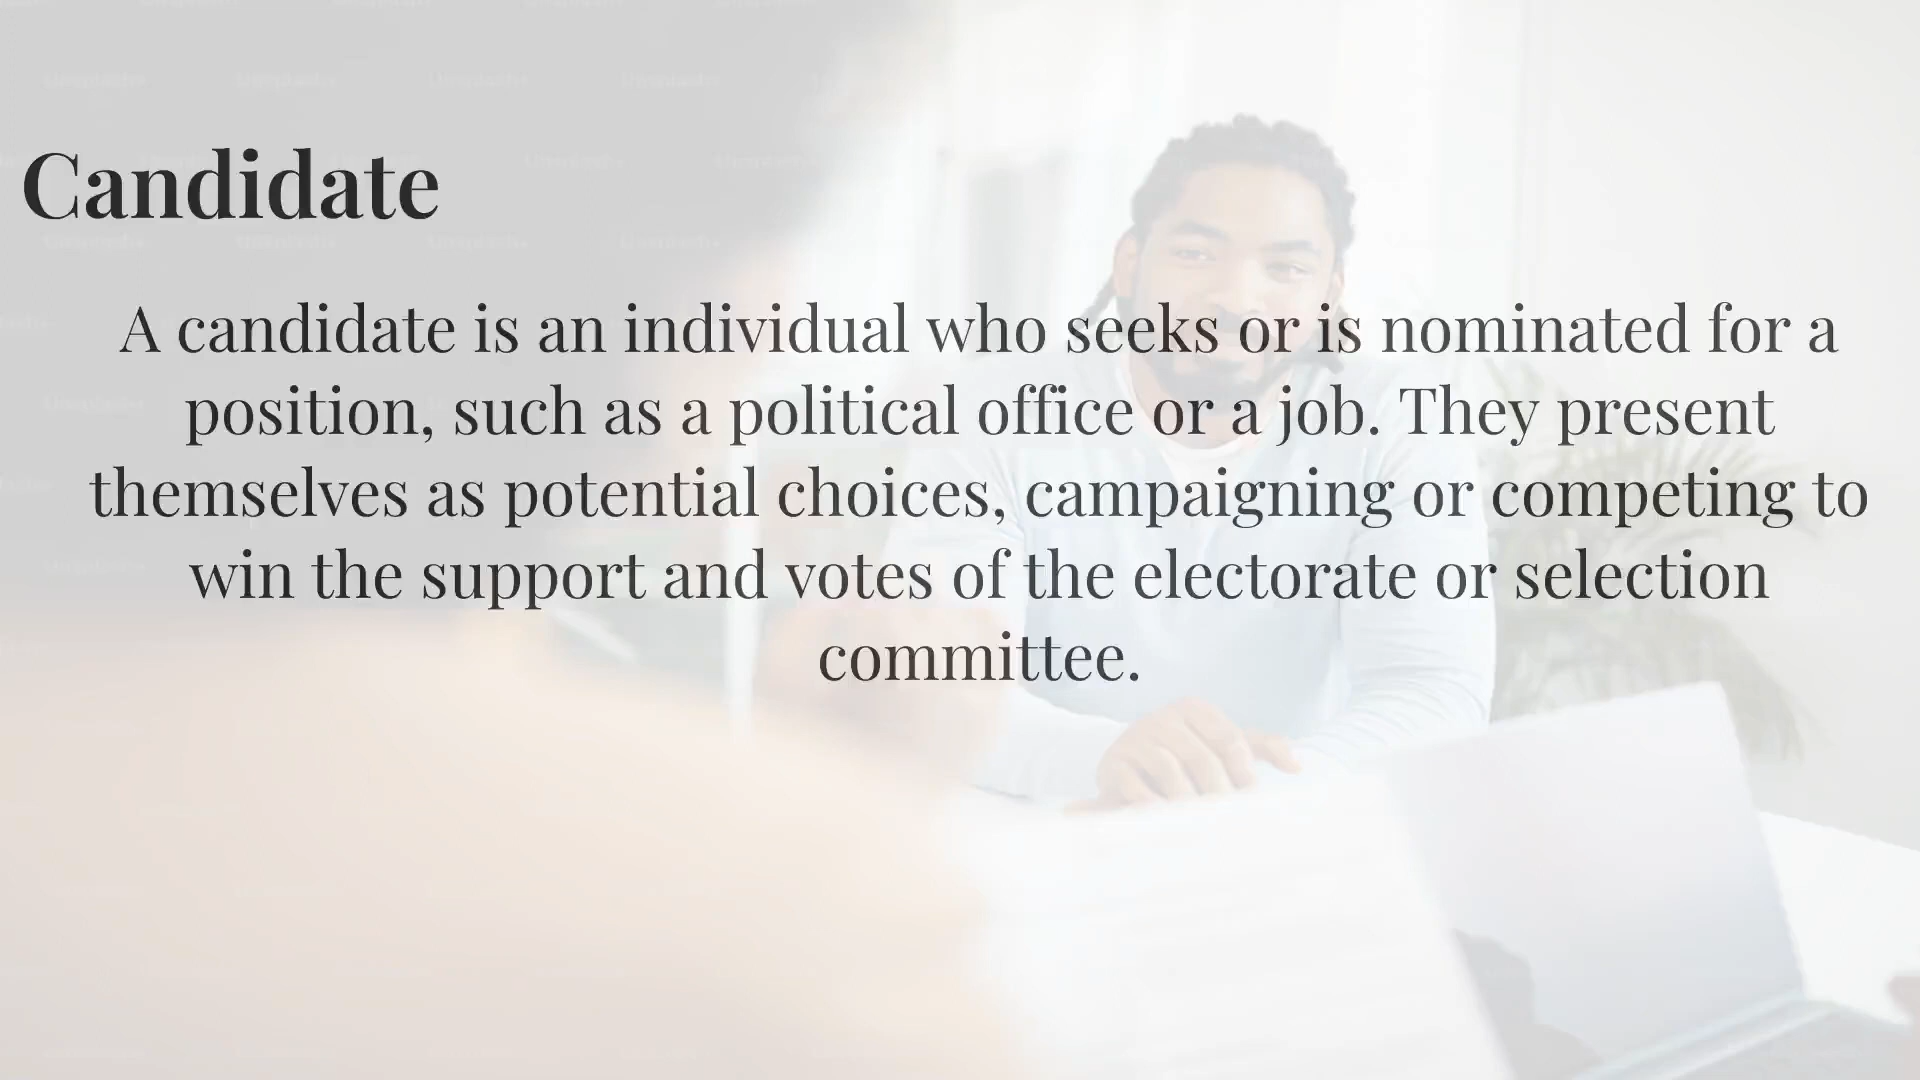 Candidate
A candidate is an individual who seeks or is nominated for a
position, such as a political office or a job. They present
themselves as potential choices, campaigning or competing to
win the support and votes of the electorate or selection
committee.